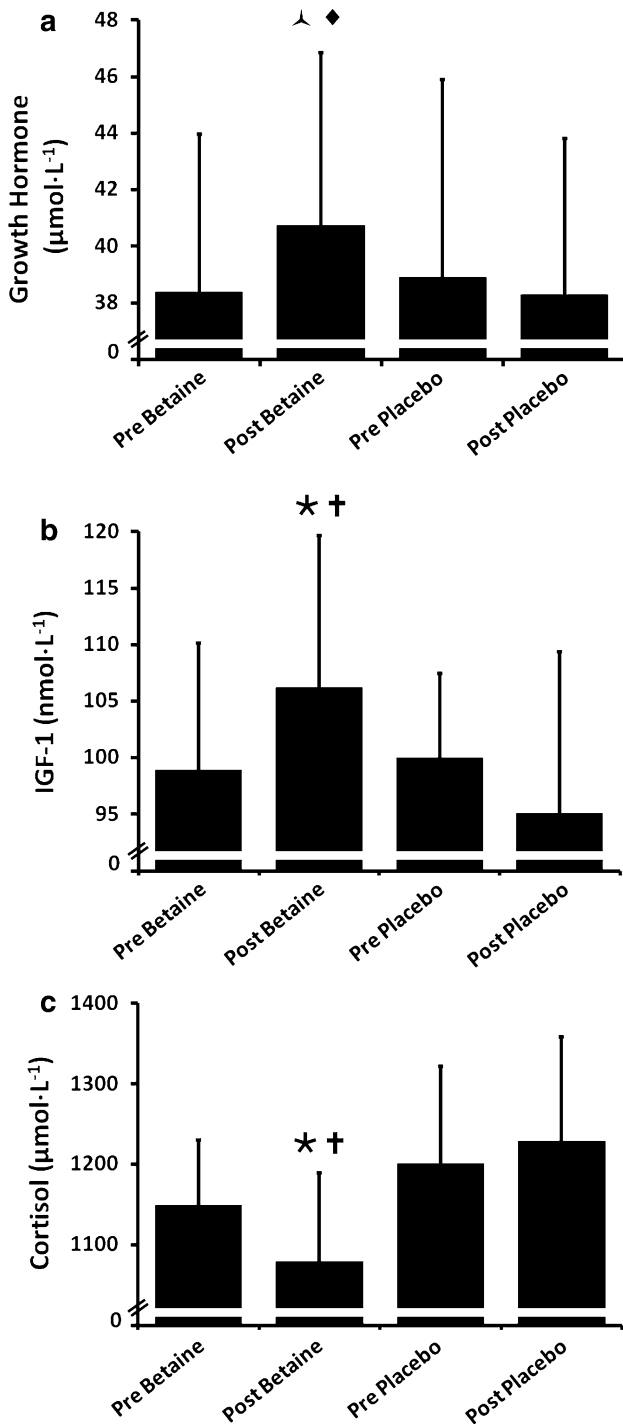 a
Growth Hormone
(µmol·L⁻¹)
48
46
44
42
40
38
0
Pre Betaine
Post Betaine
Pre Placebo
Post Placebo
b
* †
IGF-1 (nmol·L⁻¹)
120
115
110
105
100
95
0
Pre Betaine
Post Betaine
Pre Placebo
Post Placebo
c
* †
Cortisol (µmol·L⁻¹)
1400
1300
1200
1100
0
Pre Betaine
Post Betaine
Pre Placebo
Post Placebo